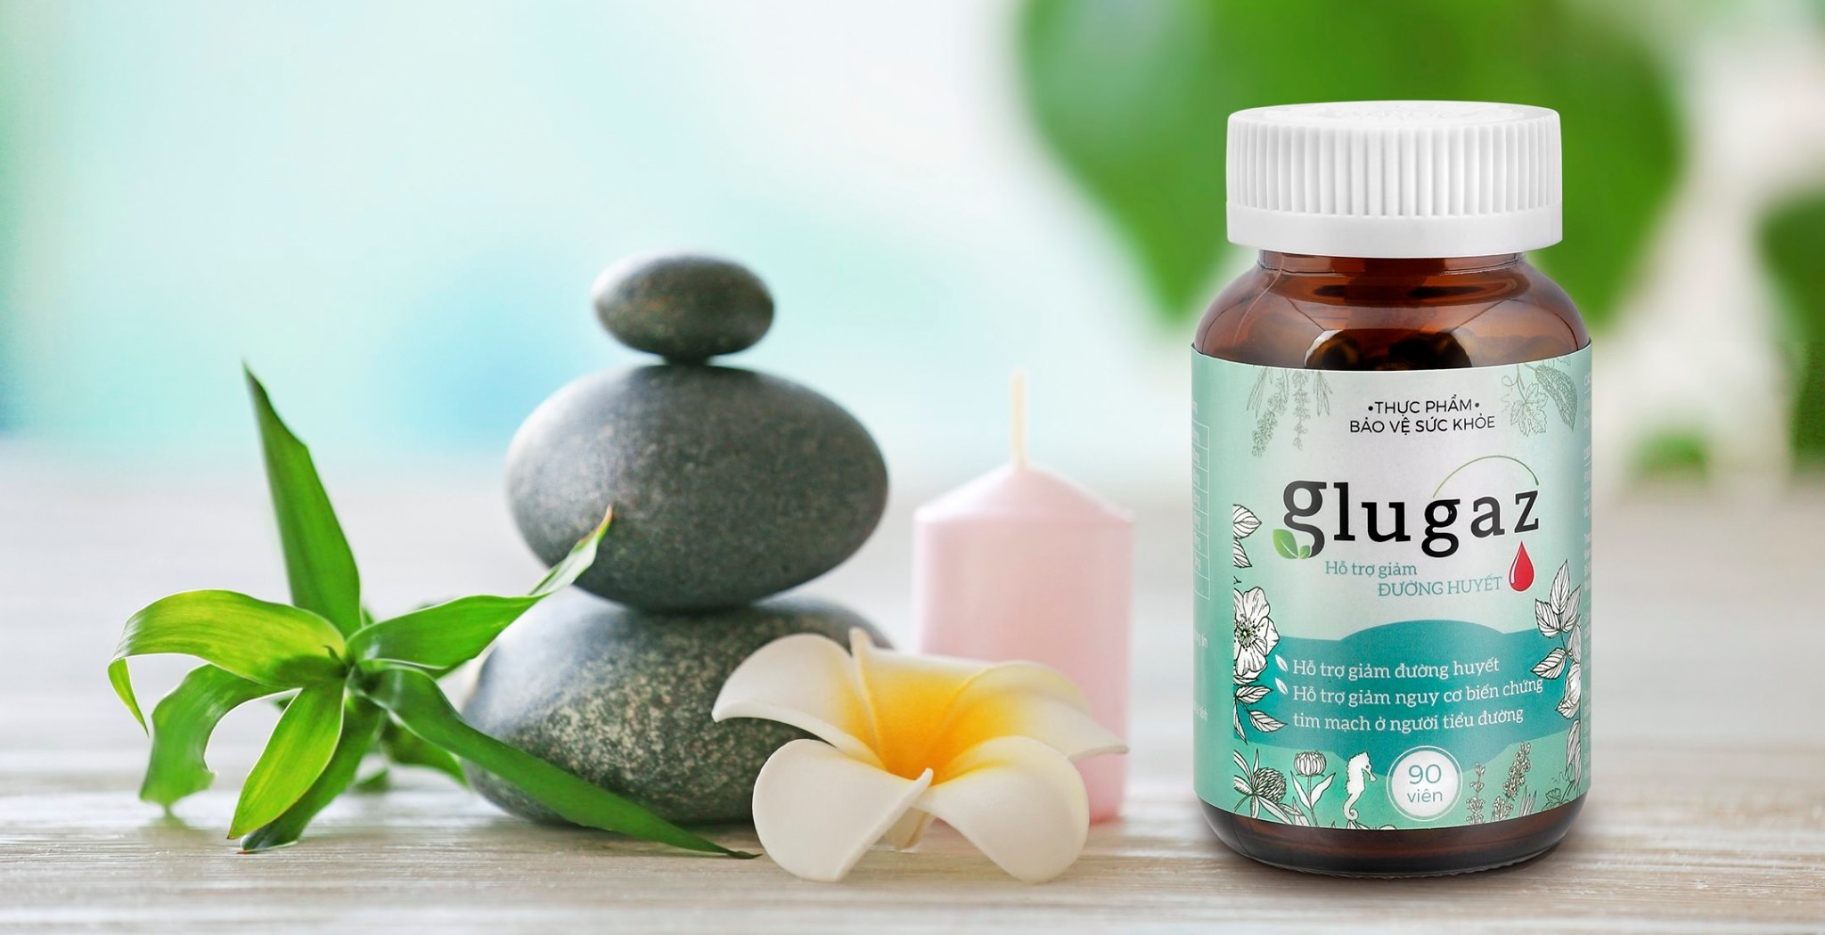 •THỰC PHẨM•
BẢO VỆ SỨC KHỎE
glugaz
Hỗ trợ giảm
ĐƯỜNG HUYẾT
Hỗ trợ giảm đường huyết
Hỗ trợ giảm nguy cơ biến chứng
tim mạch ở người tiểu đường
90
viên